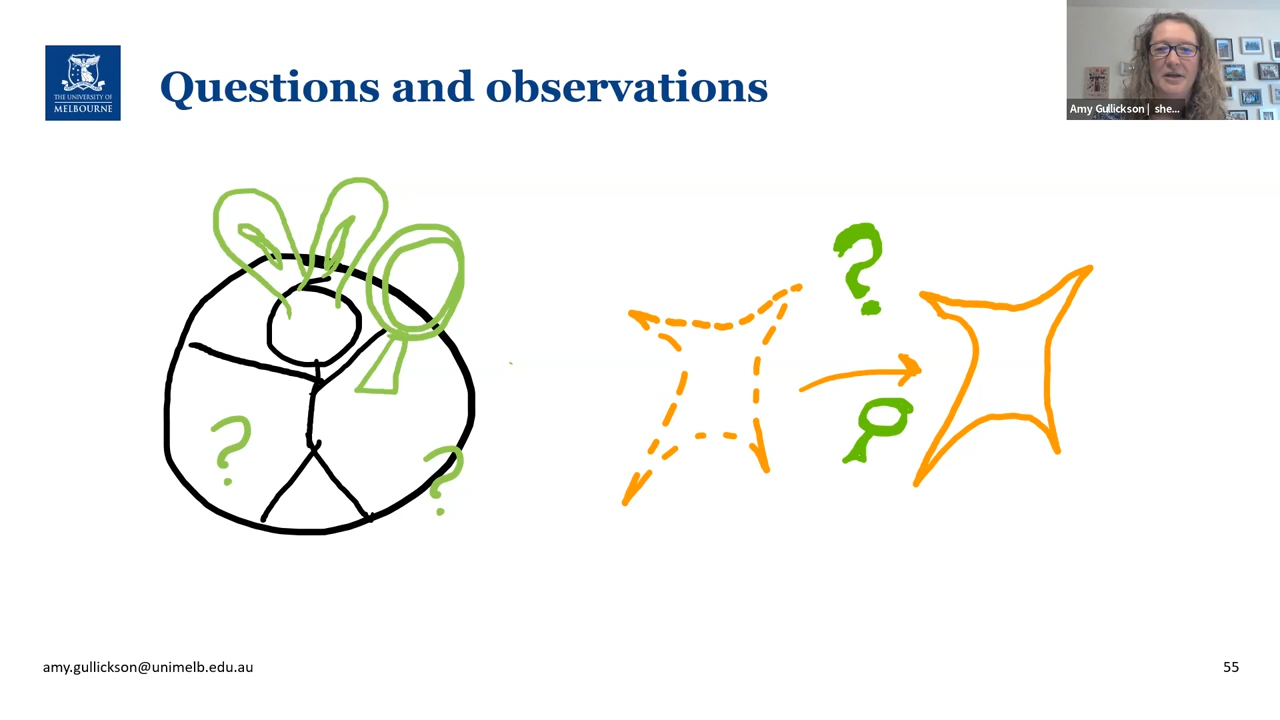 THE UNIVERSITY OF
MELBOURNE
Questions and observations
Amy Gullickson | she...
?
?
?
amy.gullickson@unimelb.edu.au
55